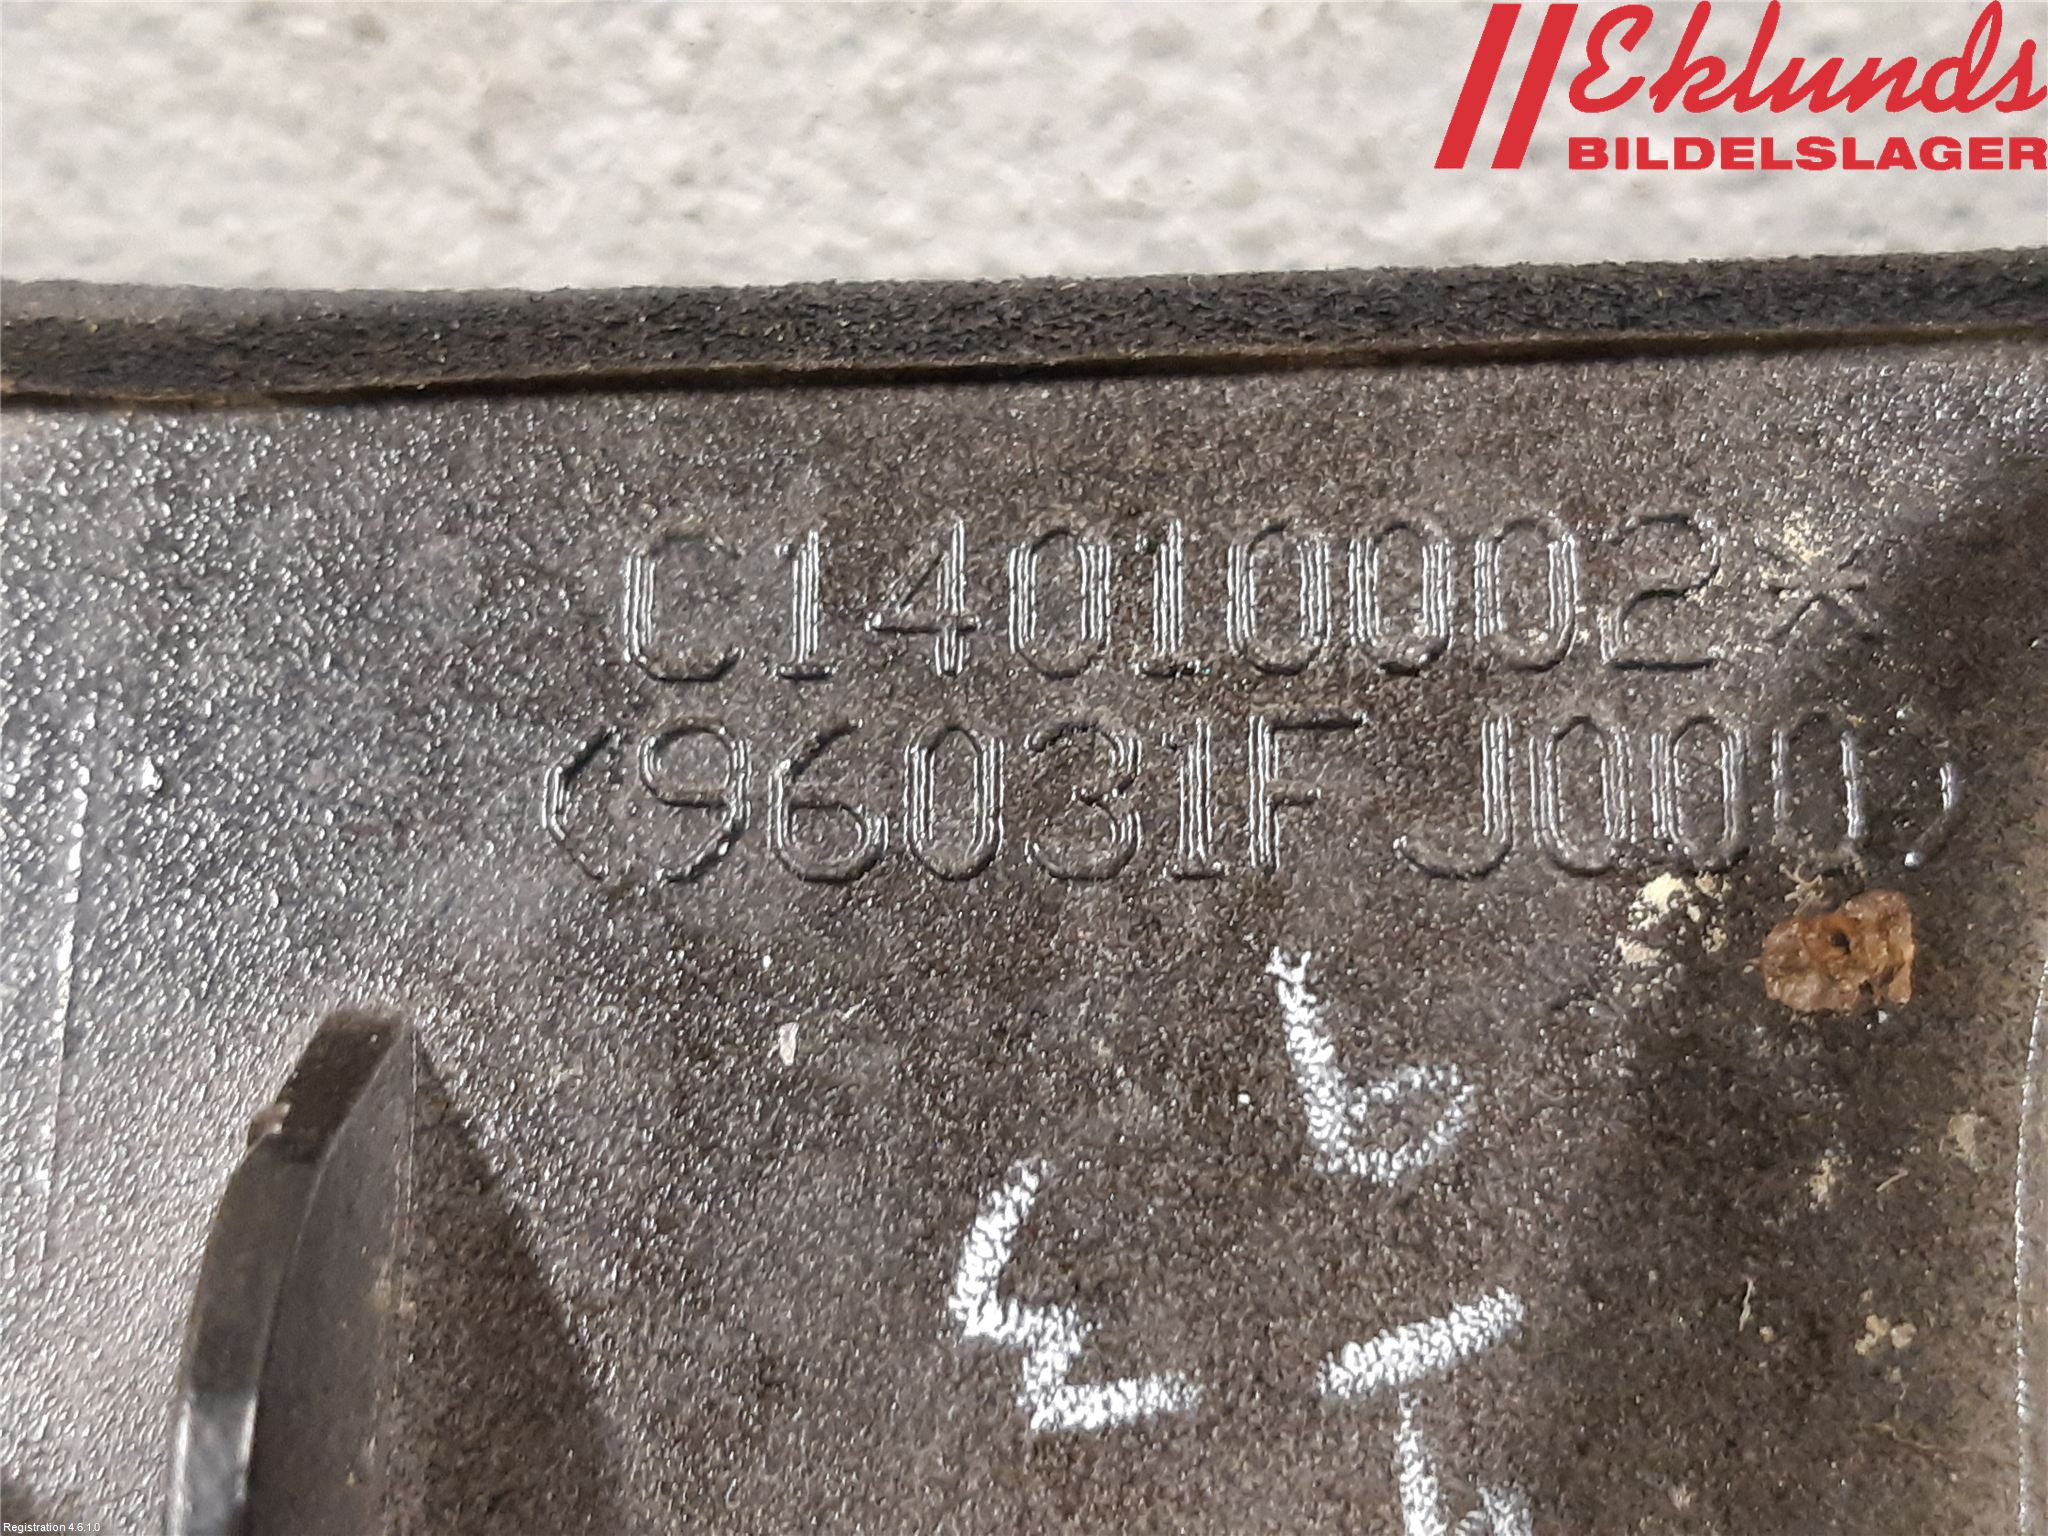 Eklunds
BILDELSLAGER
C14010002*
(96031FJ000)
Registration 4.6.1.0